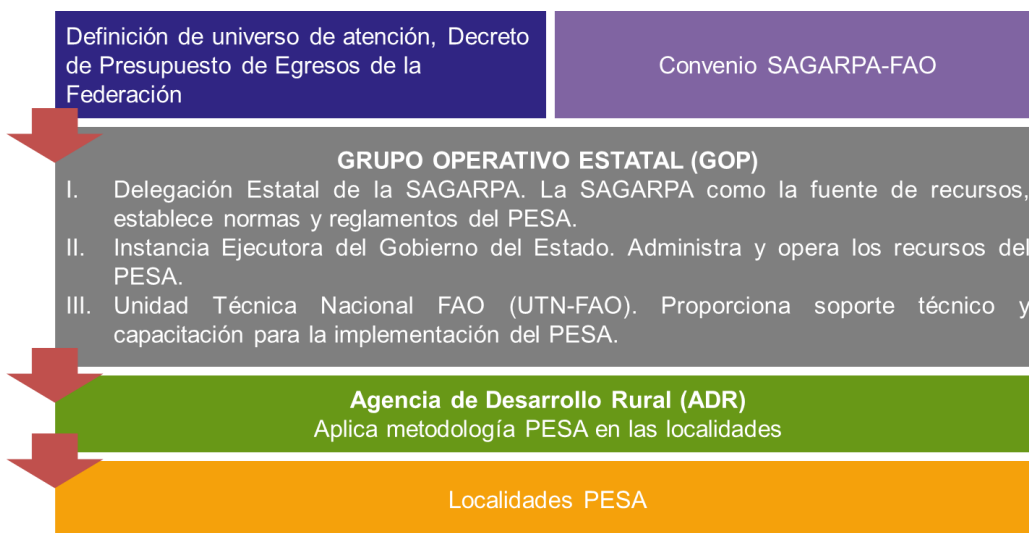 Definición de universo de atención, Decreto
de Presupuesto de Egresos de la
Federación
Convenio SAGARPA-FAO
GRUPO OPERATIVO ESTATAL (GOP)
I. Delegación Estatal de la SAGARPA. La SAGARPA como la fuente de recursos,
establece normas y reglamentos del PESA.
II. Instancia Ejecutora del Gobierno del Estado. Administra y opera los recursos del
PESA.
III. Unidad Técnica Nacional FAO (UTN-FAO). Proporciona soporte técnico y
capacitación para la implementación del PESA.
Agencia de Desarrollo Rural (ADR)
Aplica metodología PESA en las localidades
Localidades PESA